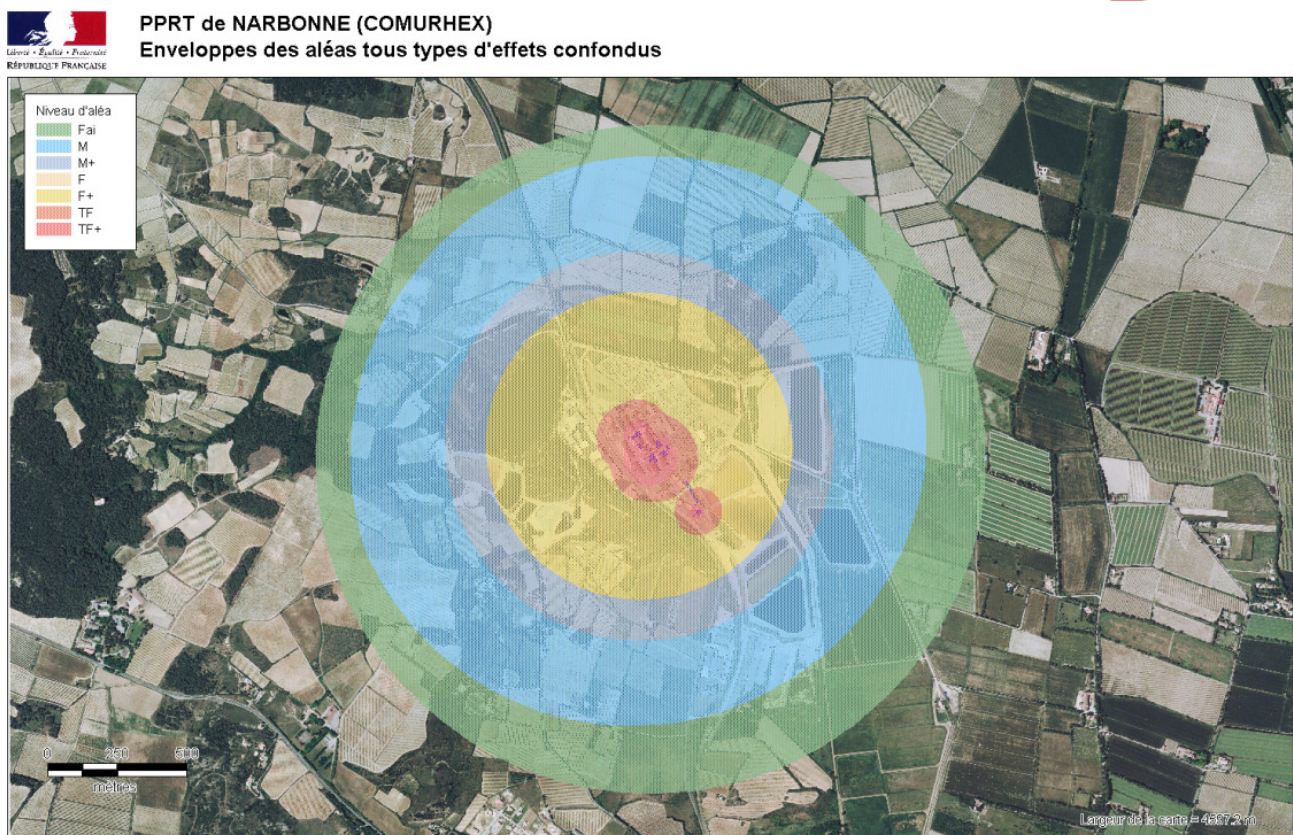 PPRT de NARBONNE (COMURHEX)
Enveloppes des aléas tous types d'effets confondus
Liberté • Égalité • Fraternité
RÉPUBLIQUE FRANÇAISE
Niveau d'aléa
Fai
M
M+
F
F+
TF
TF+
0 250 500
mètres
Largeur de la carte = 4597.2 m